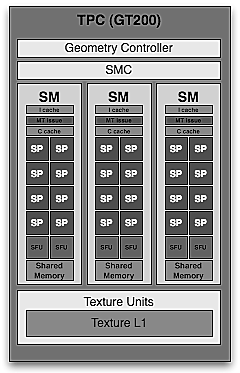 TPC (GT200)
Geometry Controller
SMC
SM SM SM
I cache I cache I cache
MT Issue MT Issue MT Issue
C cache C cache C cache
SP SP SP SP SP SP
SP SP SP SP SP SP
SP SP SP SP SP SP
SP SP SP SP SP SP
SFU SFU SFU SFU SFU SFU
Shared Shared Shared
Memory Memory Memory
Texture Units
Texture L1